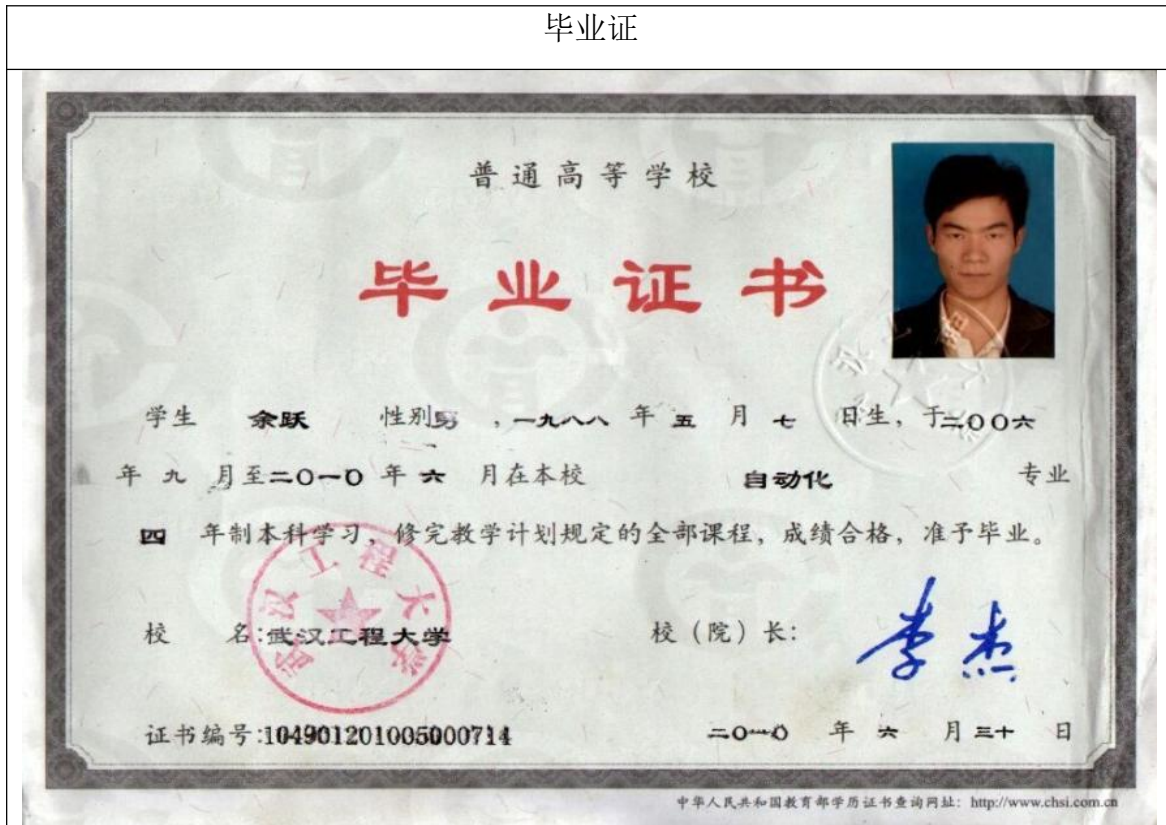 毕业证
普通高等学校
毕业证书
学生 余跃 性别男，一九八八年五月七日生，于二〇〇六
年九月至二〇一〇年六月在本校 自动化 专业
四年制本科学习，修完教学计划规定的全部课程，成绩合格，准予毕业。
武汉工程大学
校 名:武汉工程大学 校（院）长: 李杰
证书编号:104901201005000714 二〇一〇年六月三十日
中华人民共和国教育部学历证书查询网址: http://www.chsi.com.cn